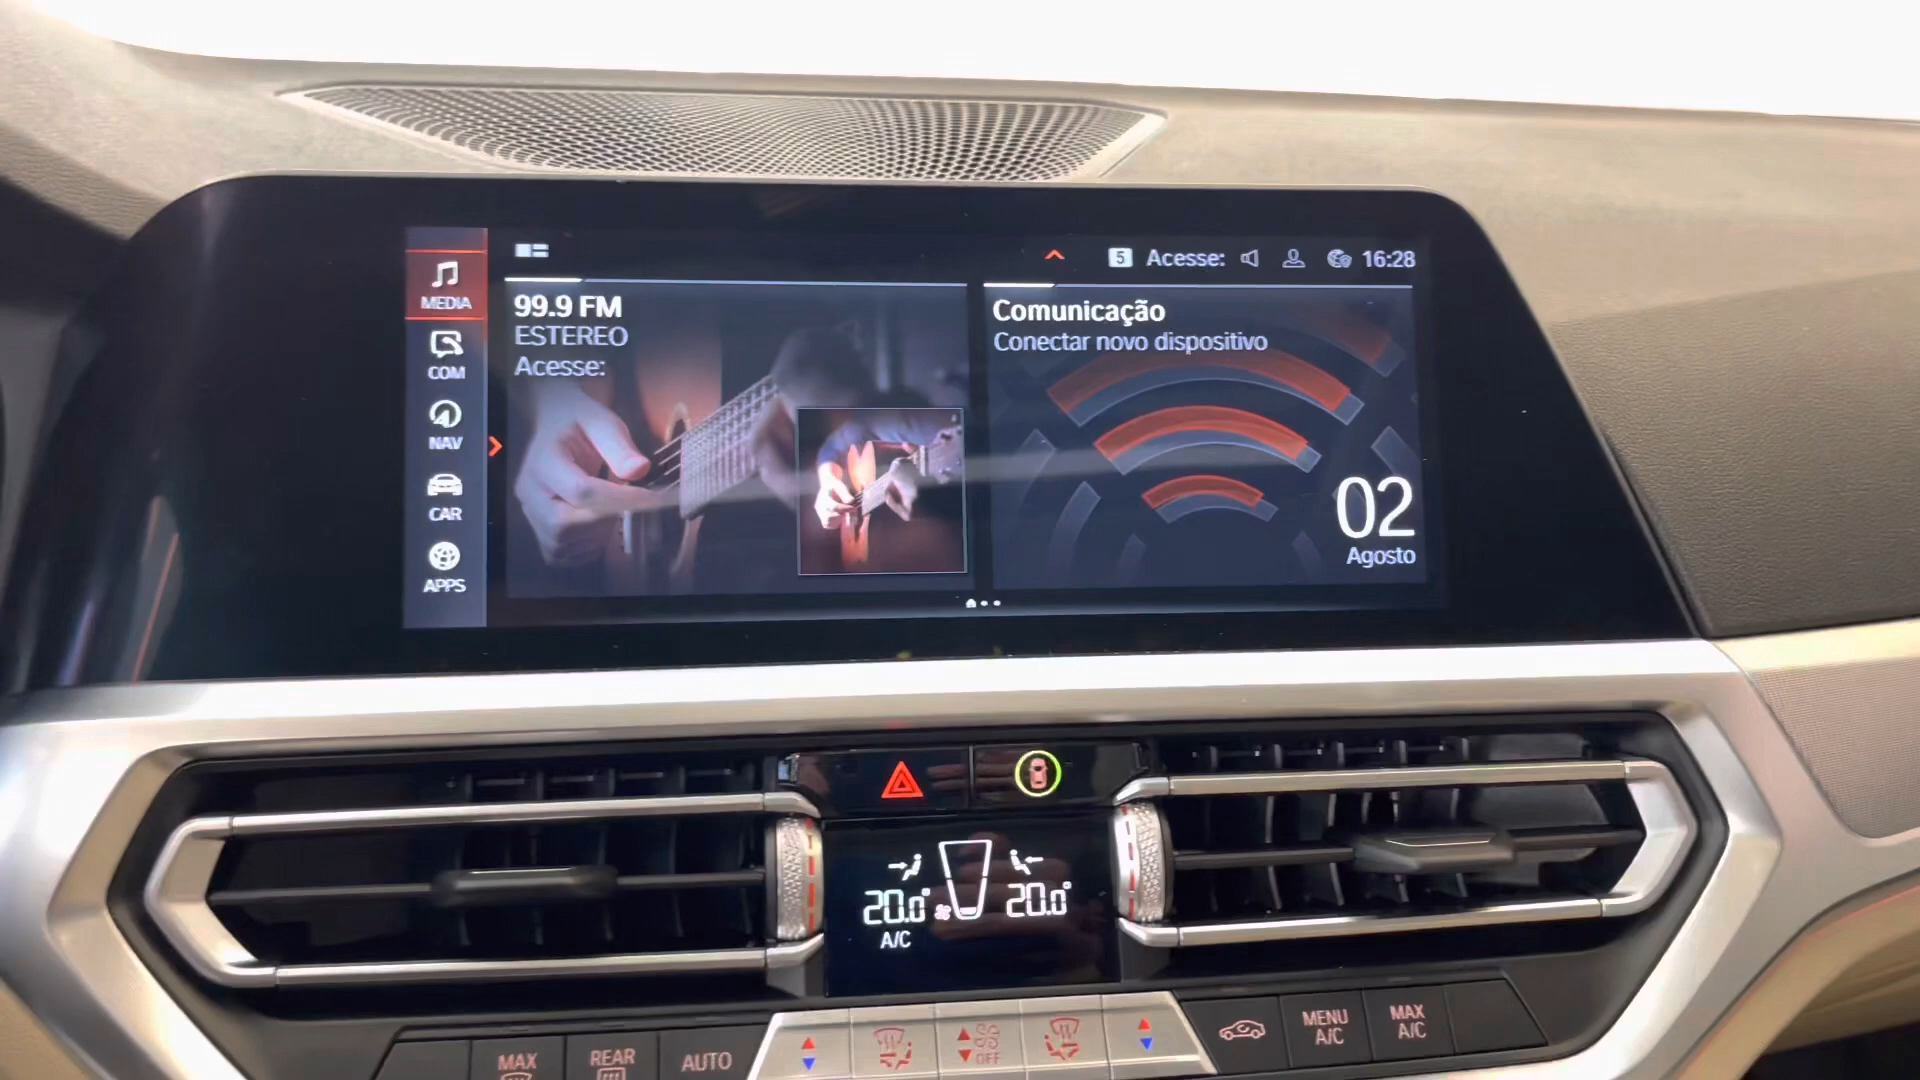 5 Acesse: 16:28
MEDIA
COM
NAV
CAR
APPS
99.9 FM
ESTEREO
Acesse:
Comunicação
Conectar novo dispositivo
02
Agosto
20.0° 20.0°
A/C
MAX
REAR
AUTO
OFF
MENU
A/C
MAX
A/C